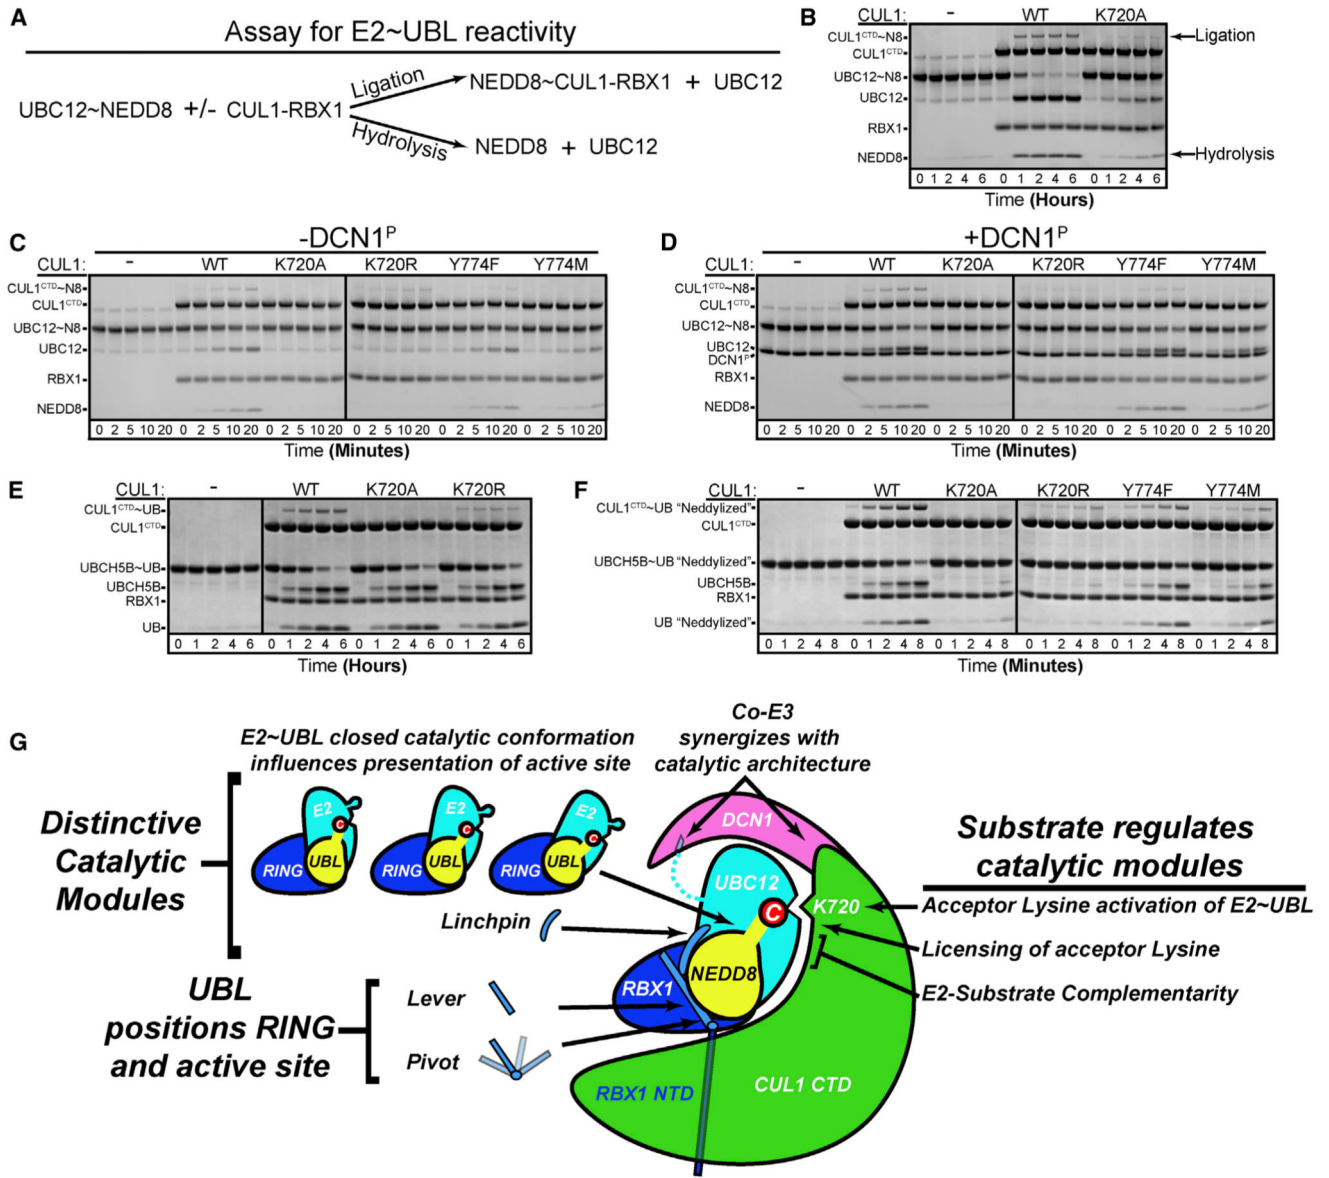 A
Assay for E2~UBL reactivity
UBC12~NEDD8 +/- CUL1-RBX1
Ligation
NEDD8~CUL1-RBX1 + UBC12
Hydrolysis
NEDD8 + UBC12
B
CUL1: - WT K720A
CUL1CTD~N8
CUL1CTD
UBC12~N8
UBC12
RBX1
NEDD8
Ligation
Hydrolysis
0 1 2 4 6 0 1 2 4 6 0 1 2 4 6
Time (Hours)
C
-DCN1P
CUL1: - WT K720A K720R Y774F Y774M
CUL1CTD~N8
CUL1CTD
UBC12~N8
UBC12
RBX1
NEDD8
0 2 5 10 20 0 2 5 10 20 0 2 5 10 20 0 2 5 10 20 0 2 5 10 20 0 2 5 10 20
Time (Minutes)
D
+DCN1P
CUL1: - WT K720A K720R Y774F Y774M
CUL1CTD~N8
CUL1CTD
UBC12~N8
UBC12
DCN1P
RBX1
NEDD8
0 2 5 10 20 0 2 5 10 20 0 2 5 10 20 0 2 5 10 20 0 2 5 10 20 0 2 5 10 20
Time (Minutes)
E
CUL1: - WT K720A K720R
CUL1CTD~UB
CUL1CTD
UBCH5B~UB
UBCH5B
RBX1
UB
0 1 2 4 6 0 1 2 4 6 0 1 2 4 6 0 1 2 4 6
Time (Hours)
F
CUL1: - WT K720A K720R Y774F Y774M
CUL1CTD~UB "Neddylized"
CUL1CTD
UBCH5B~UB "Neddylized"
UBCH5B
RBX1
UB "Neddylized"
0 1 2 4 8 0 1 2 4 8 0 1 2 4 8 0 1 2 4 8 0 1 2 4 8 0 1 2 4 8
Time (Minutes)
G
E2~UBL closed catalytic conformation
influences presentation of active site
Distinctive
Catalytic
Modules
E2
C
UBL
RING
E2
C
UBL
RING
E2
C
UBL
RING
Linchpin
UBL
positions RING
and active site
Lever
Pivot
Co-E3
synergizes with
catalytic architecture
DCN1
UBC12
C
K720
NEDD8
RBX1
RBX1 NTD
CUL1 CTD
Substrate regulates
catalytic modules
Acceptor Lysine activation of E2~UBL
Licensing of acceptor Lysine
E2-Substrate Complementarity